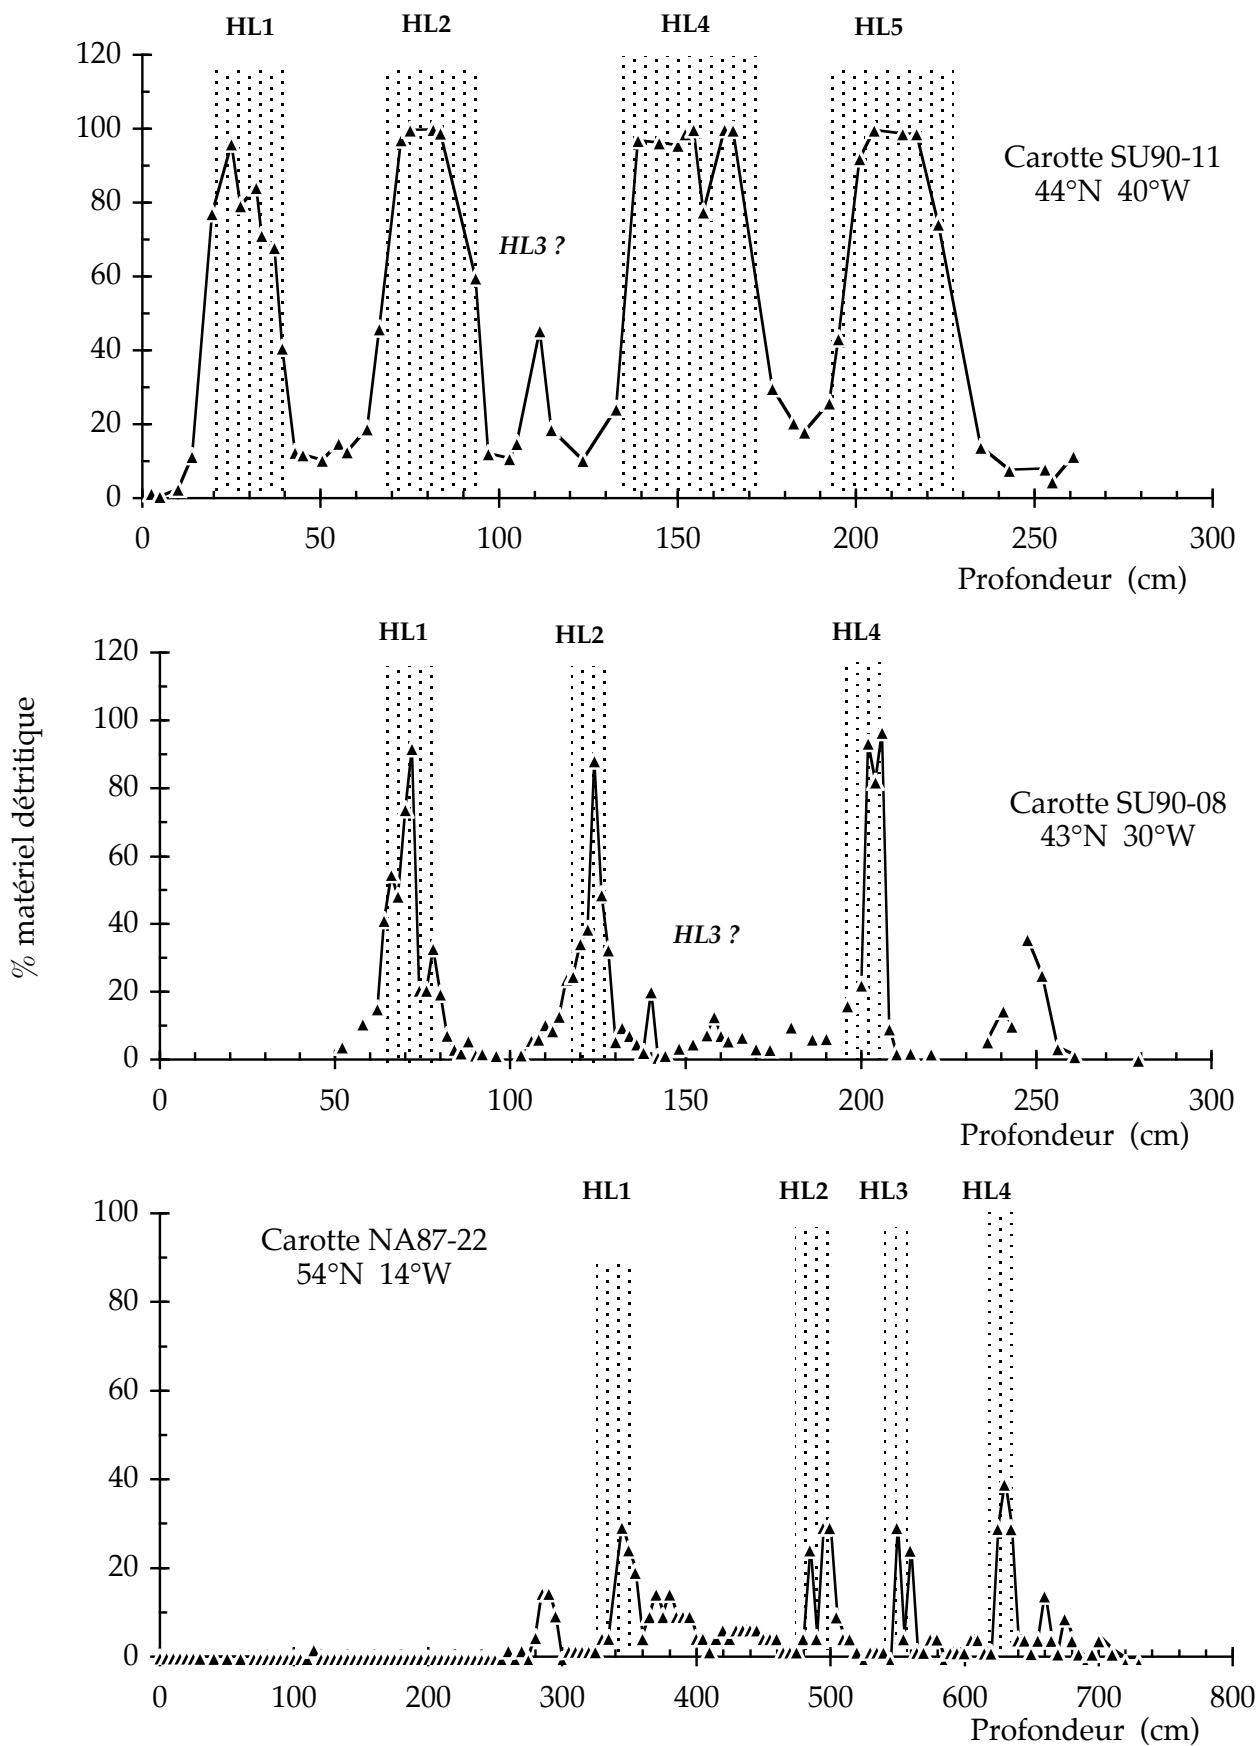 HL1 HL2 HL4 HL5
120
100
80
60
40
20
0
Carotte SU90-11
44°N 40°W
HL3 ?
0 50 100 150 200 250 300
Profondeur (cm)
% matériel détritique
HL1 HL2 HL4
120
100
80
60
40
20
0
Carotte SU90-08
43°N 30°W
HL3 ?
0 50 100 150 200 250 300
Profondeur (cm)
HL1 HL2 HL3 HL4
100
80
60
40
20
0
Carotte NA87-22
54°N 14°W
0 100 200 300 400 500 600 700 800
Profondeur (cm)